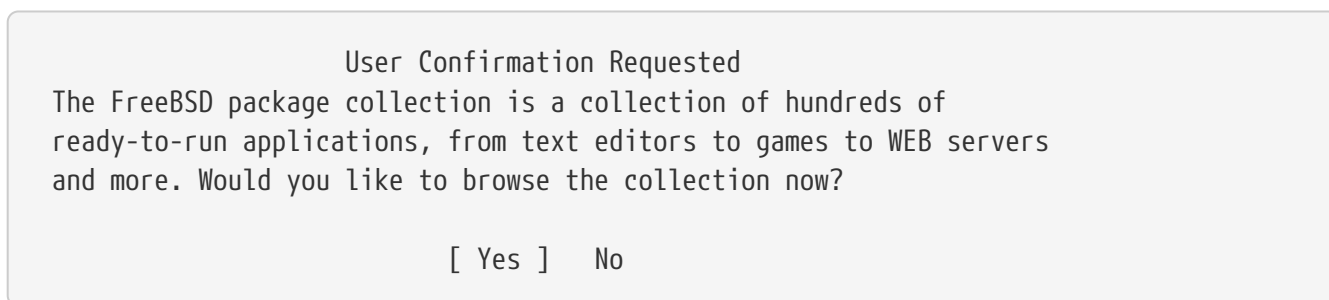 User Confirmation Requested
The FreeBSD package collection is a collection of hundreds of
ready-to-run applications, from text editors to games to WEB servers
and more. Would you like to browse the collection now?
[ Yes ] No